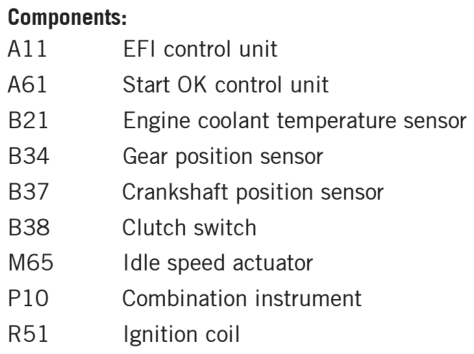 Components:
A11 EFI control unit
A61 Start OK control unit
B21 Engine coolant temperature sensor
B34 Gear position sensor
B37 Crankshaft position sensor
B38 Clutch switch
M65 Idle speed actuator
P10 Combination instrument
R51 Ignition coil